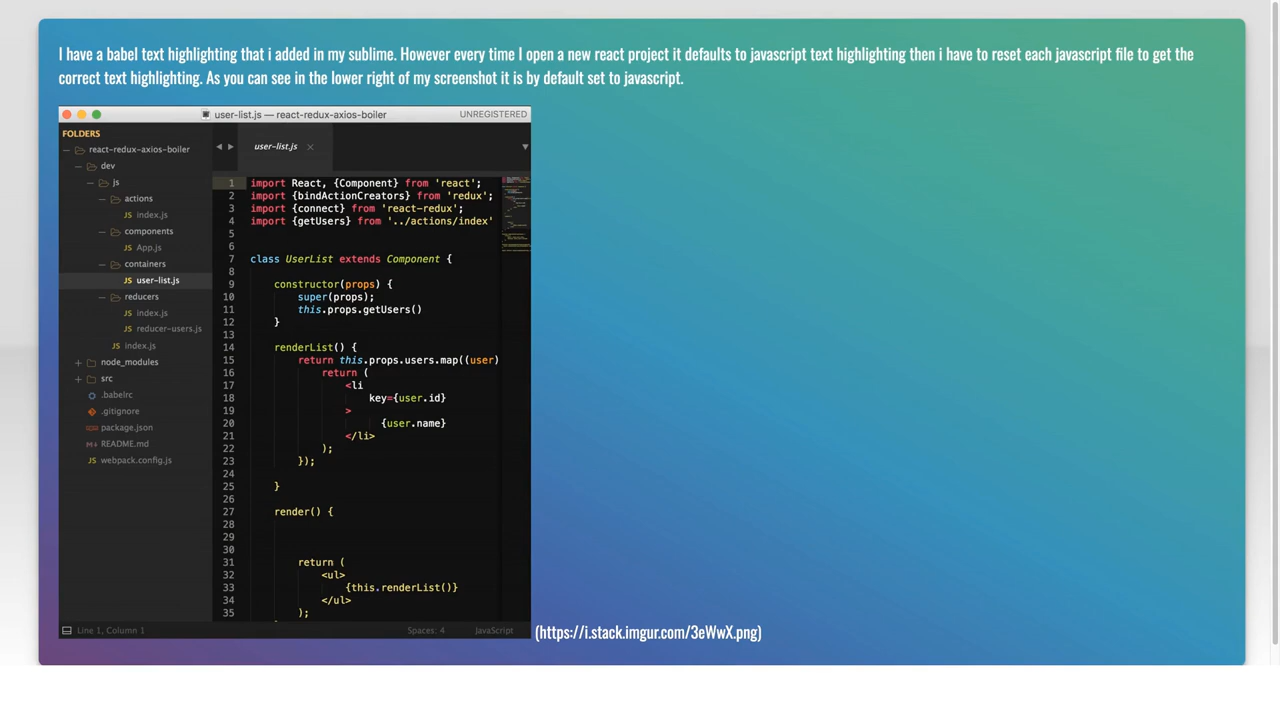 I have a babel text highlighting that i added in my sublime. However every time I open a new react project it defaults to javascript text highlighting then i have to reset each javascript file to get the
correct text highlighting. As you can see in the lower right of my screenshot it is by default set to javascript.
user-list.js — react-redux-axios-boiler UNREGISTERED
FOLDERS
react-redux-axios-boiler
dev
js
actions
JS index.js
components
JS App.js
containers
JS user-list.js
reducers
JS index.js
JS reducer-users.js
JS index.js
node_modules
src
.babelrc
.gitignore
package.json
README.md
JS webpack.config.js
user-list.js
1 import React, {Component} from 'react';
2 import {bindActionCreators} from 'redux';
3 import {connect} from 'react-redux';
4 import {getUsers} from '../actions/index'
5
6
7 class UserList extends Component {
8
9 constructor(props) {
10 super(props);
11 this.props.getUsers()
12 }
13
14 renderList() {
15 return this.props.users.map((user)
16 return (
17 <li
18 key={user.id}
19 >
20 {user.name}
21 </li>
22 );
23 });
24
25 }
26
27 render() {
28
29
30
31 return (
32 <ul>
33 {this.renderList()}
34 </ul>
35 );
Line 1, Column 1 Spaces: 4 JavaScript
(https://i.stack.imgur.com/3eWwX.png)